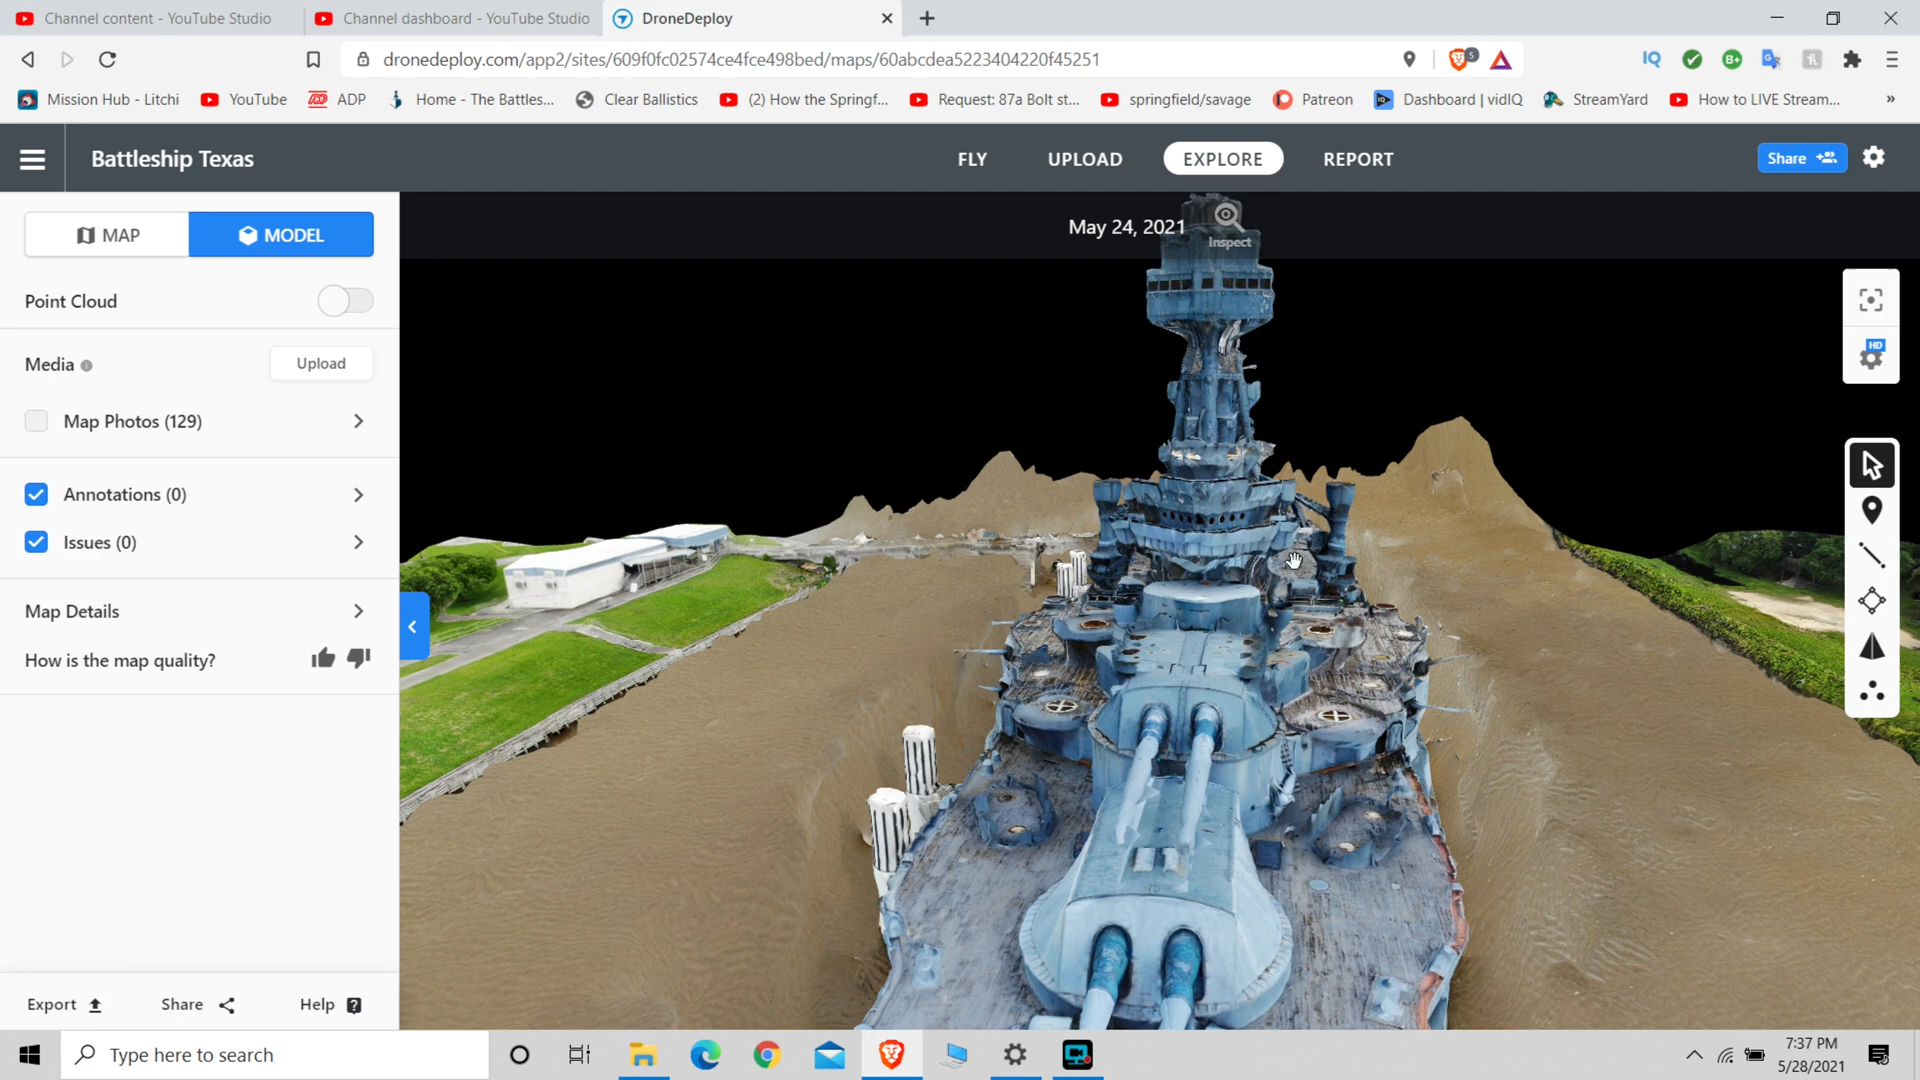 Channel content - YouTube Studio
Channel dashboard - YouTube Studio
DroneDeploy
dronedeploy.com/app2/sites/609f0fc02574ce4fce498bed/maps/60abcdea5223404220f45251
5
IQ
B+
Mission Hub - Litchi
YouTube
ADP
ADP
Home - The Battles...
Clear Ballistics
(2) How the Springf...
Request: 87a Bolt st...
springfield/savage
Patreon
Dashboard | vidIQ
StreamYard
How to LIVE Stream...
»
Battleship Texas
FLY
UPLOAD
EXPLORE
REPORT
Share
MAP
MODEL
May 24, 2021
Inspect
Point Cloud
HD
Media
Upload
Map Photos (129)
Annotations (0)
Issues (0)
Map Details
How is the map quality?
Export
Share
Help
Type here to search
7:37 PM
5/28/2021